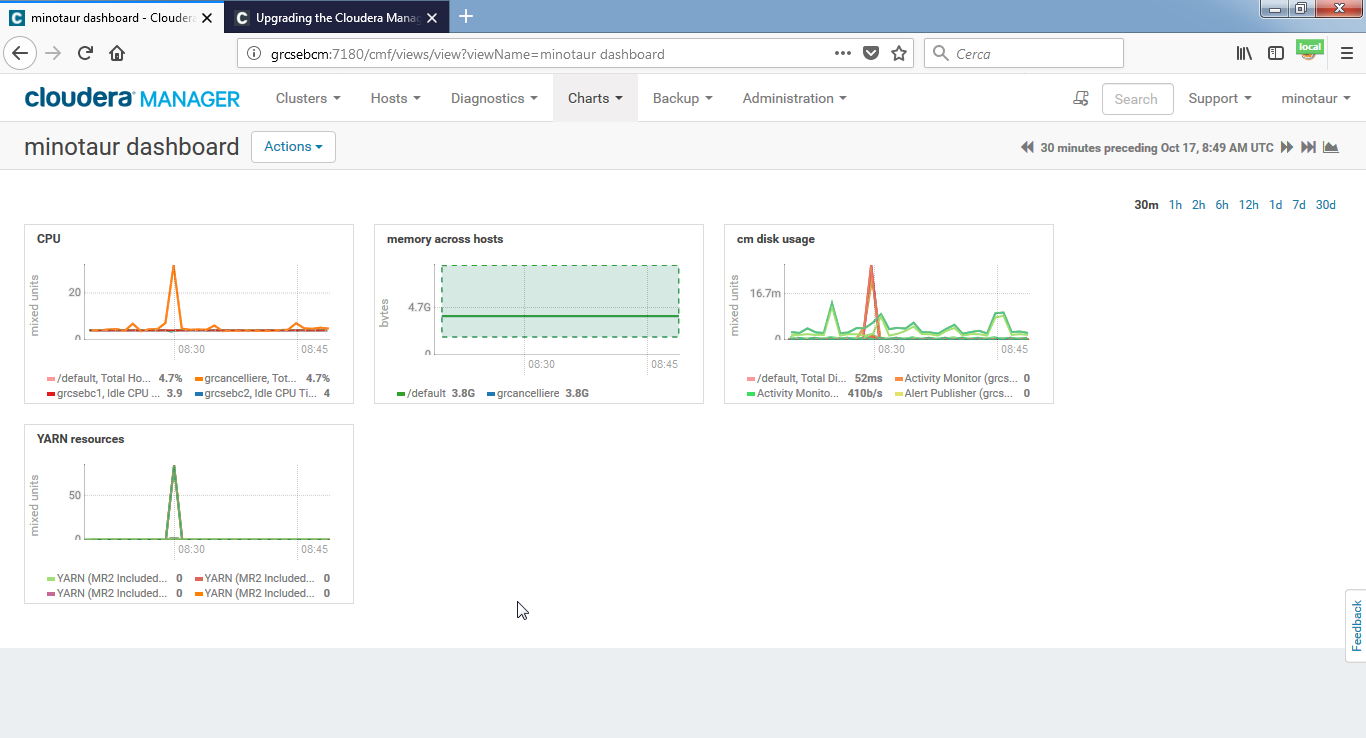 minotaur dashboard - Cloudera
Upgrading the Cloudera Manag
grcsebcm:7180/cmf/views/view?viewName=minotaur dashboard
Cerca
local
cloudera MANAGER
Clusters
Hosts
Diagnostics
Charts
Backup
Administration
Search
Support
minotaur
minotaur dashboard
Actions
30 minutes preceding Oct 17, 8:49 AM UTC
30m 1h 2h 6h 12h 1d 7d 30d
CPU
mixed units
20
0
08:30 08:45
/default, Total Ho... 4.7% grcancelliere, Tot... 4.7%
grcsebc1, Idle CPU ... 3.9 grcsebc2, Idle CPU Ti... 4
memory across hosts
bytes
4.7G
0
08:30 08:45
/default 3.8G grcancelliere 3.8G
cm disk usage
mixed units
16.7m
0
08:30 08:45
/default, Total Di... 52ms Activity Monitor (grcs... 0
Activity Monito... 410b/s Alert Publisher (grcs... 0
YARN resources
mixed units
50
0
08:30 08:45
YARN (MR2 Included... 0 YARN (MR2 Included... 0
YARN (MR2 Included... 0 YARN (MR2 Included... 0
Feedback